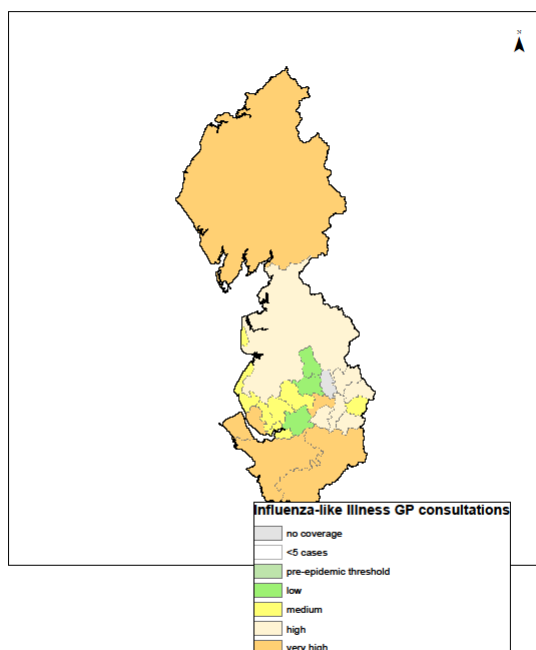 N
Influenza-like Illness GP consultations
no coverage
<5 cases
pre-epidemic threshold
low
medium
high
very high